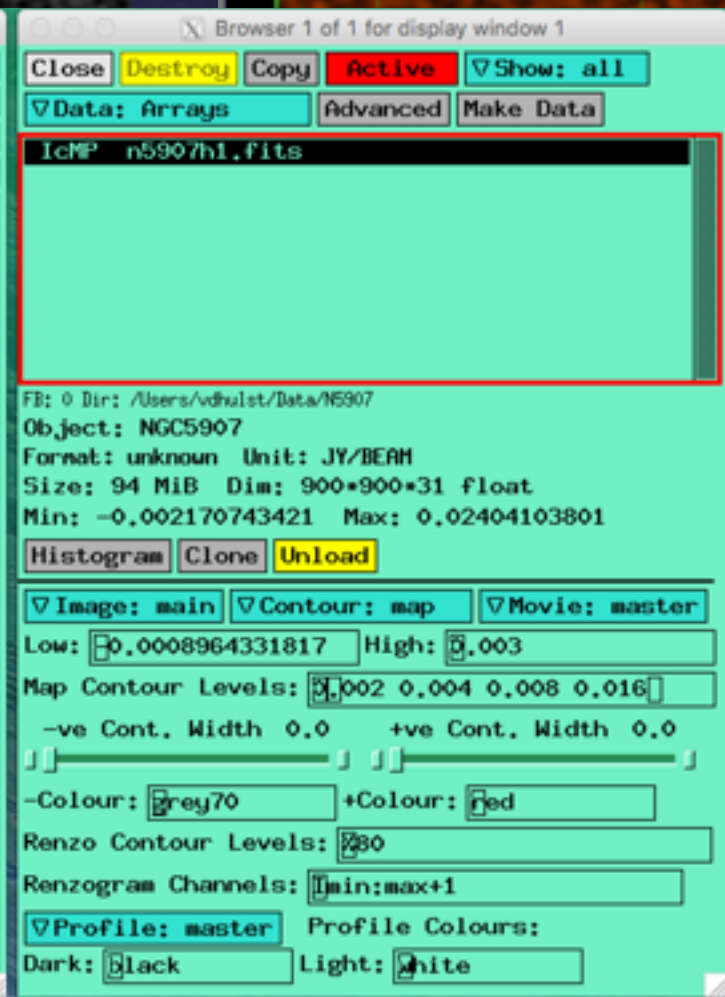 Browser 1 of 1 for display window 1
Close Destroy Copy Active ▽Show: all
▽Data: Arrays Advanced Make Data
IcMP n5907h1.fits
FB: 0 Dir: /Users/vdhulst/Data/N5907
Object: NGC5907
Format: unknown Unit: JY/BEAM
Size: 94 MiB Dim: 900*900*31 float
Min: -0.002170743421 Max: 0.02404103801
Histogram Clone Unload
▽Image: main ▽Contour: map ▽Movie: master
Low: -0.0008964331817 High: 0.003
Map Contour Levels: 0.002 0.004 0.008 0.016
-ve Cont. Width 0.0 +ve Cont. Width 0.0
-Colour: grey70 +Colour: red
Renzo Contour Levels: %80
Renzogram Channels: Imin:max+1
▽Profile: master Profile Colours:
Dark: black Light: white